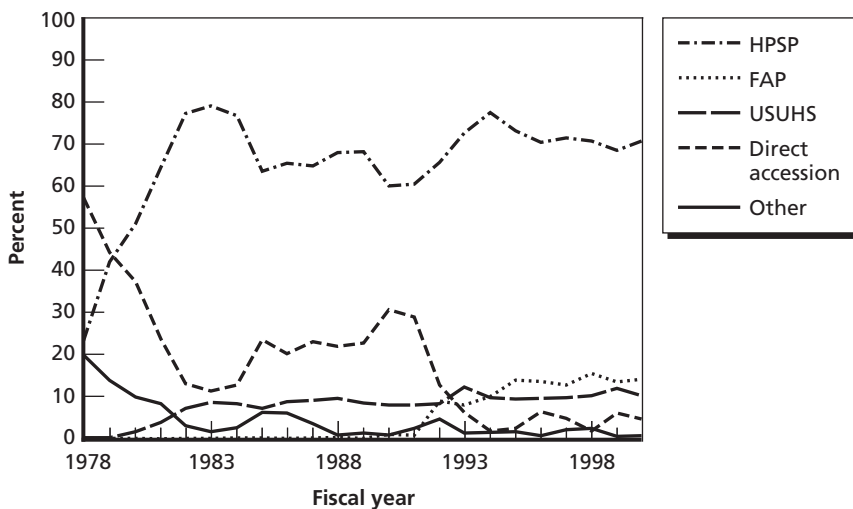 100
90
80
70
60
50
40
30
20
10
0
Percent
1978
1983
1988
1993
1998
Fiscal year
HPSP
FAP
USUHS
Direct
accession
Other